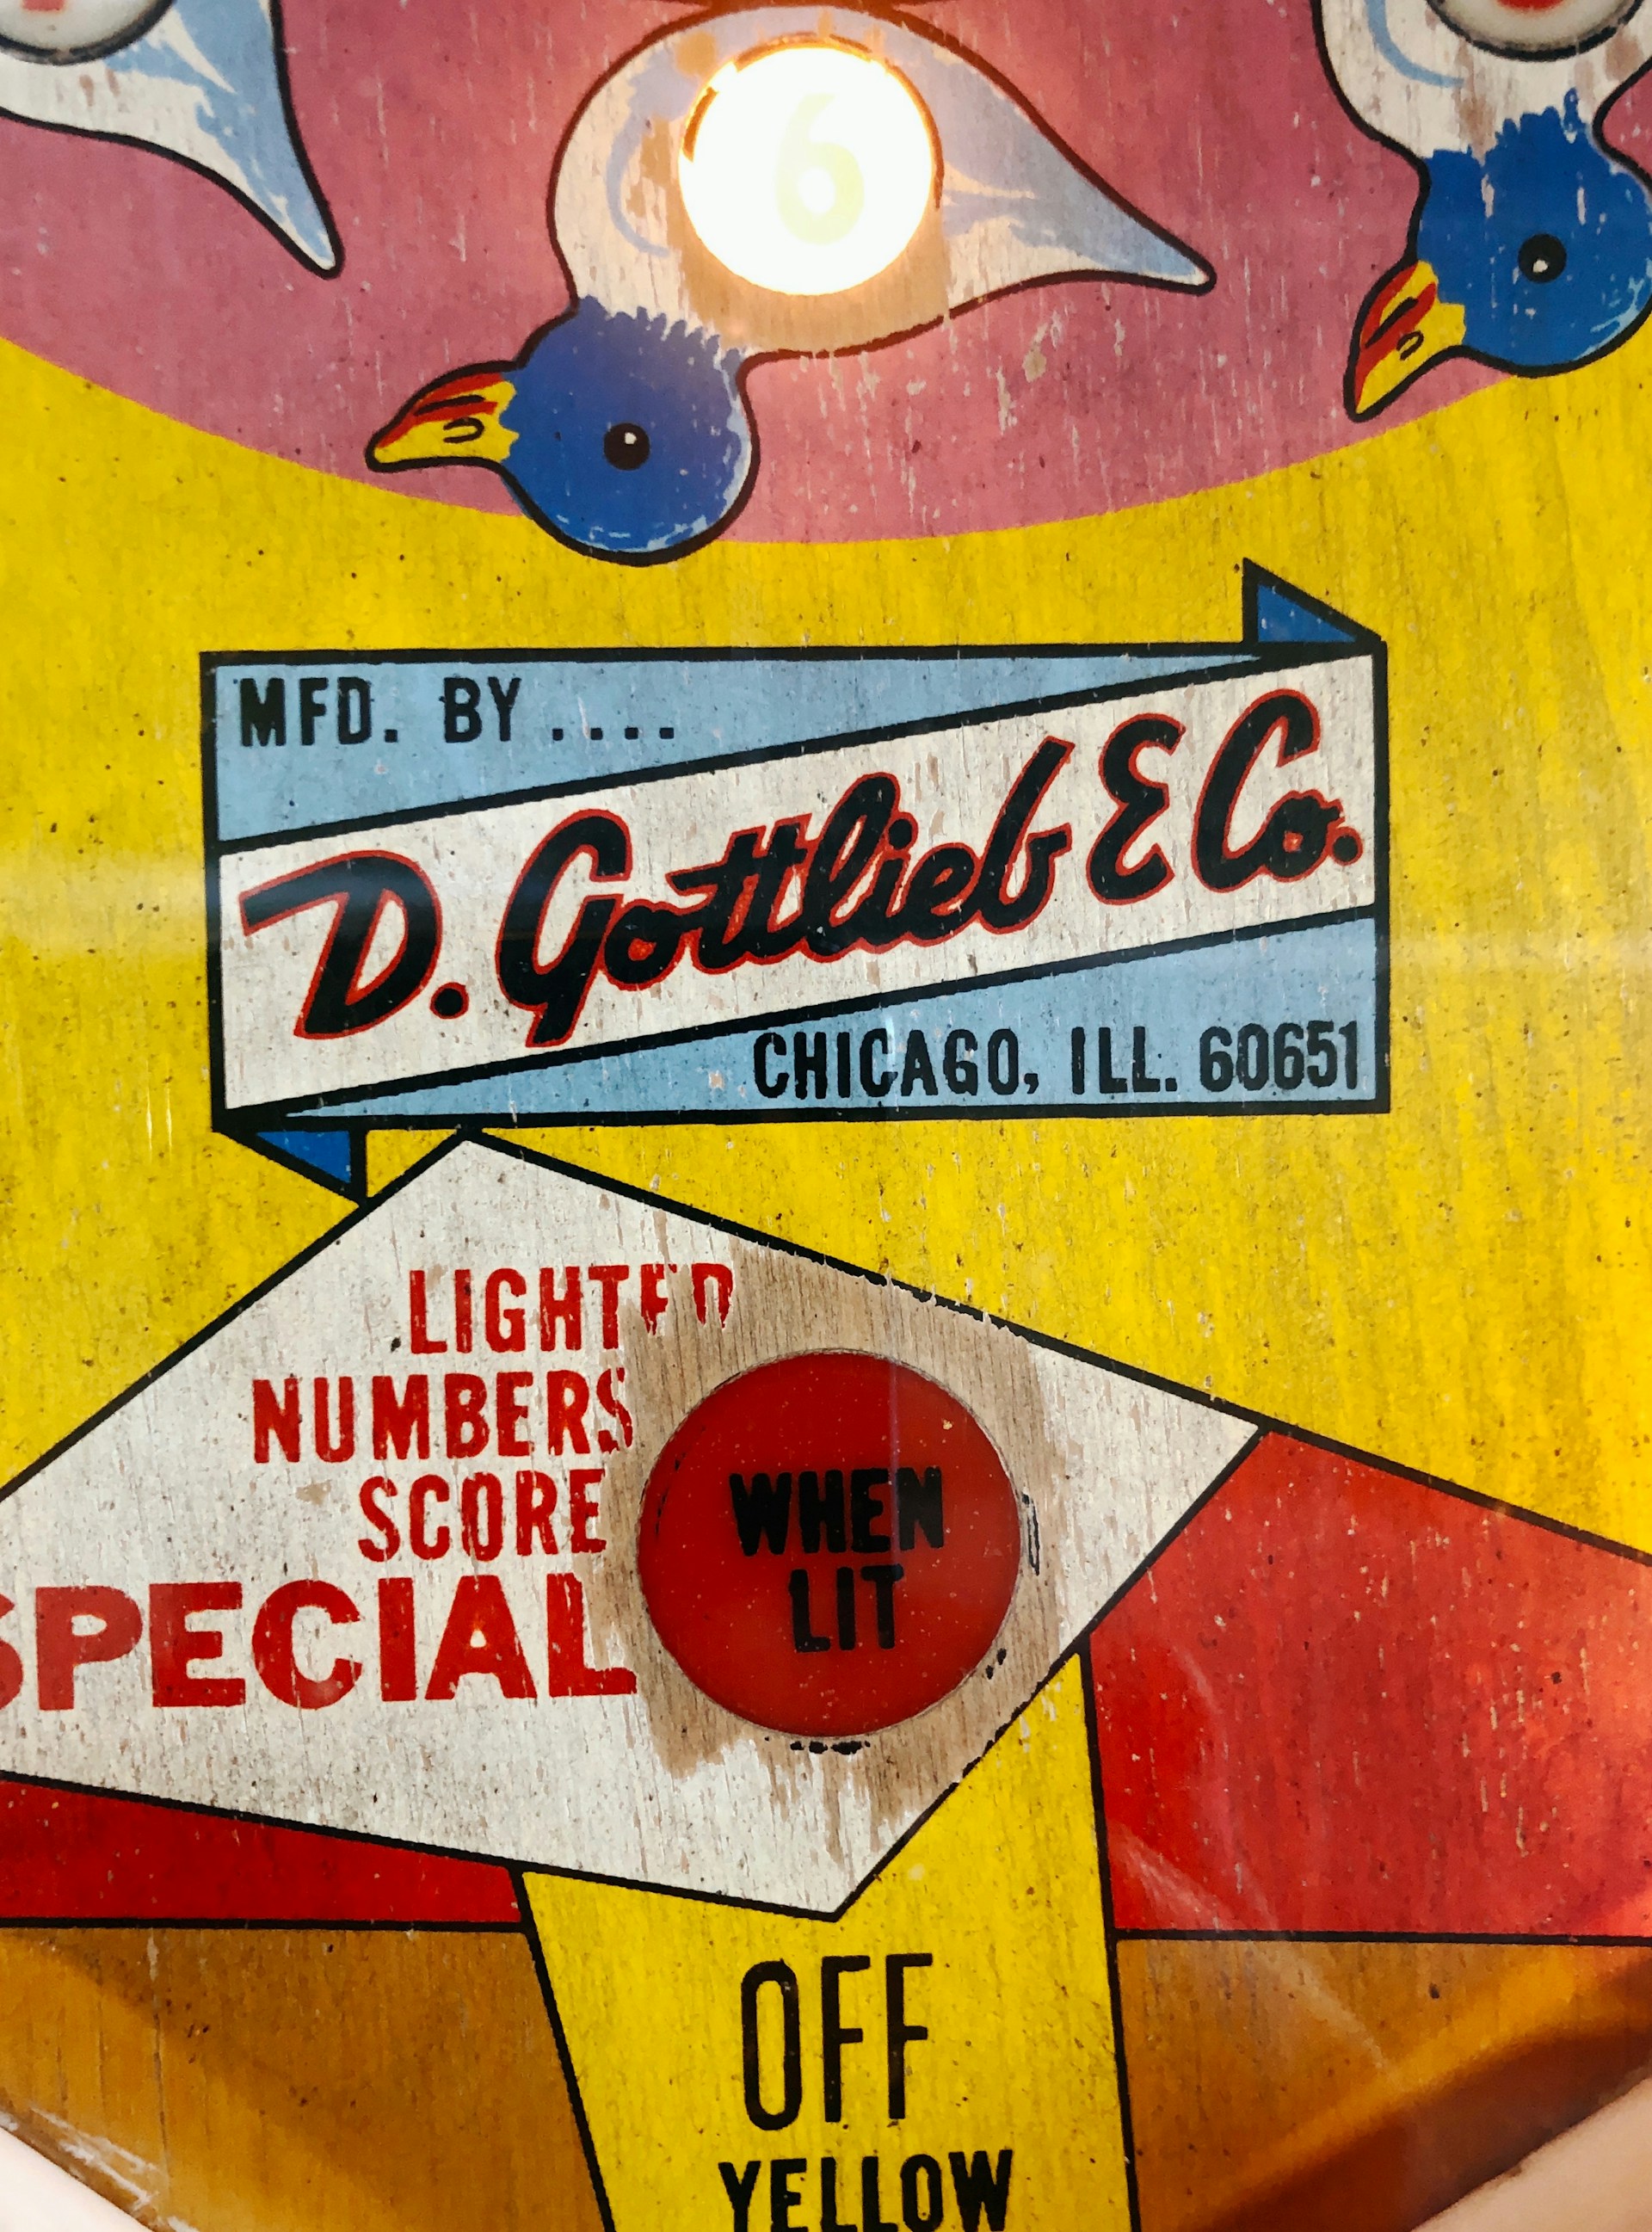 6
MFD. BY ....
D. Gottlieb & Co.
CHICAGO, ILL. 60651
LIGHTED
NUMBERS
SCORE
SPECIAL
WHEN
LIT
OFF
YELLOW